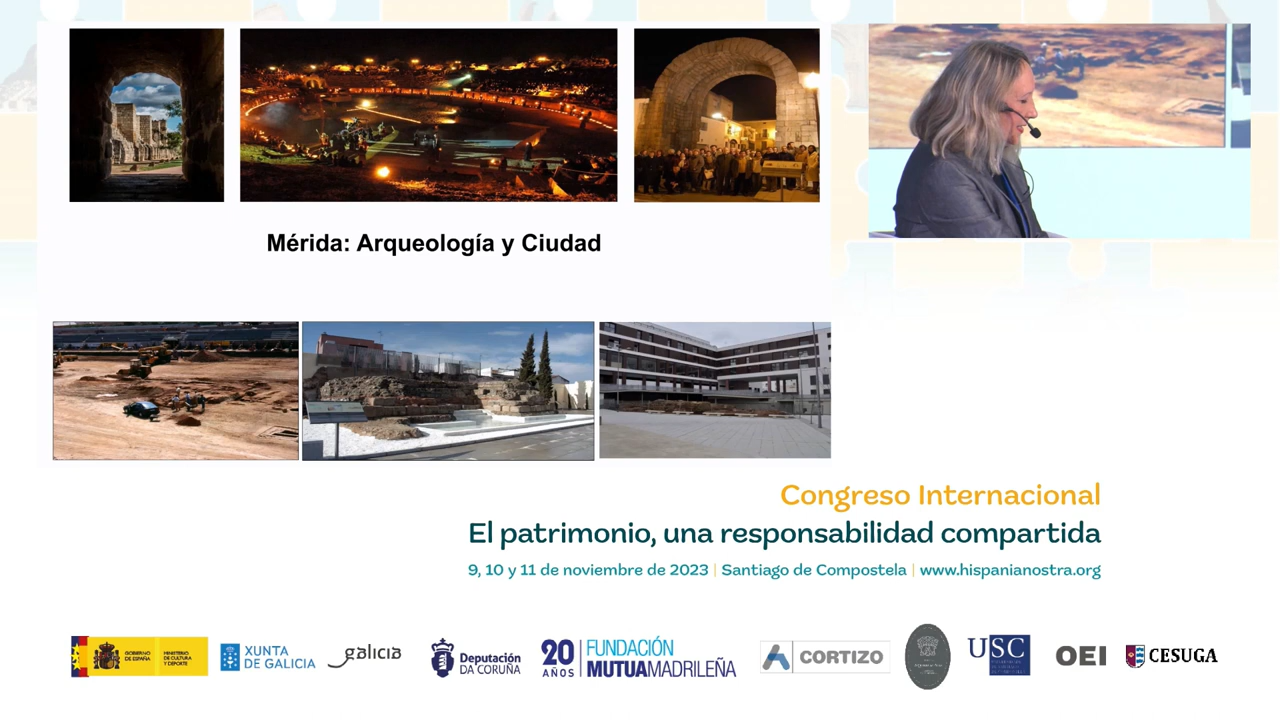 Mérida: Arqueología y Ciudad
Congreso Internacional
El patrimonio, una responsabilidad compartida
9, 10 y 11 de noviembre de 2023 | Santiago de Compostela | www.hispanianostra.org
GOBIERNO
DE ESPAÑA
MINISTERIO
DE CULTURA
Y DEPORTE
XUNTA
DE GALICIA
galicia
Deputación
DA CORUÑA
20
AÑOS
FUNDACIÓN
MUTUAMADRILEÑA
CORTIZO
USC
OEI
CESUGA